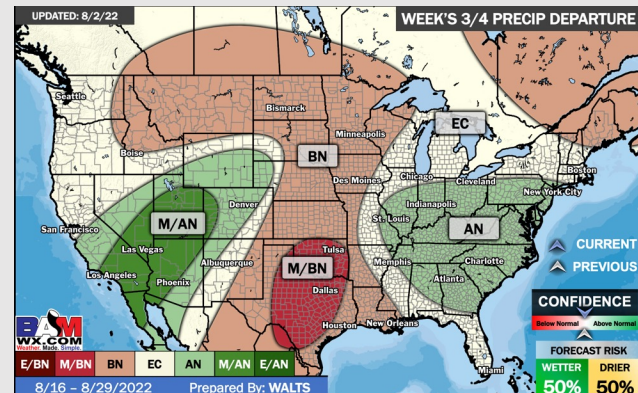 UPDATED: 8/2/22
WEEK'S 3/4 PRECIP DEPARTURE
Seattle
Bismarck
EC
Minneapolis
Boise
BN
Boston
Chicago
Cleveland
Des Moines
New York City
Denver
Indianapolis
M/AN
St. Louis
AN
San Francisco
Las Vegas
CURRENT
Tulsa
Albuquerque
M/BN
Memphis
Charlotte
PREVIOUS
Los Angeles
Phoenix
Dallas
Atlanta
CONFIDENCE
Below Normal Above Normal
Houston
New Orleans
BAM
WX.COM
Weather. Made. Simple.
FORECAST RISK
WETTER DRIER
50% 50%
Miami
E/BN M/BN BN EC AN M/AN E/AN
8/16 – 8/29/2022 Prepared By: WALTS